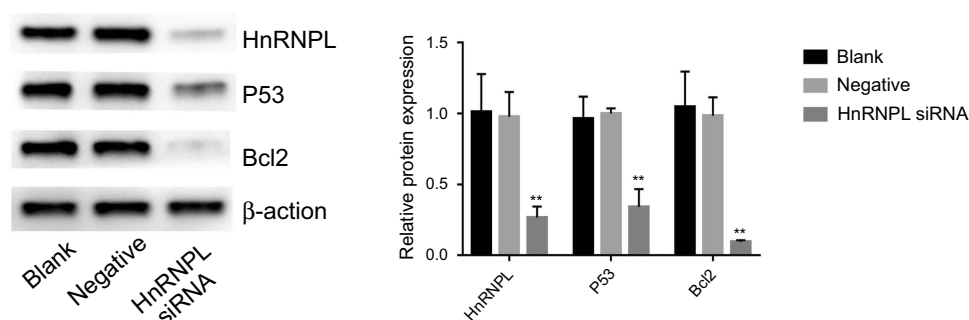 HnRNPL
P53
Bcl2
β-action
Blank
Negative
HnRNPL
siRNA
Relative protein expression
1.5
1.0
0.5
0.0
**
**
**
HnRNPL
P53
Bcl2
Blank
Negative
HnRNPL siRNA